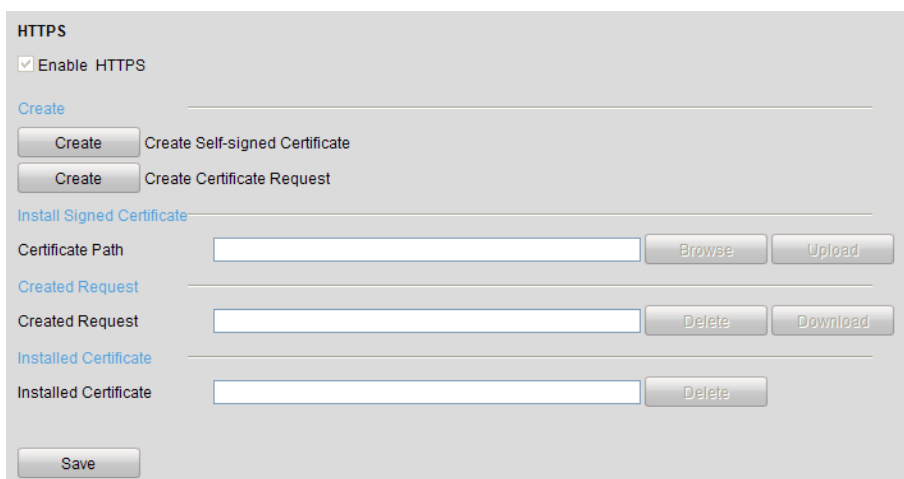 HTTPS
Enable HTTPS
Create
Create Create Self-signed Certificate
Create Create Certificate Request
Install Signed Certificate
Certificate Path Browse Upload
Created Request
Created Request Delete Download
Installed Certificate
Installed Certificate Delete
Save